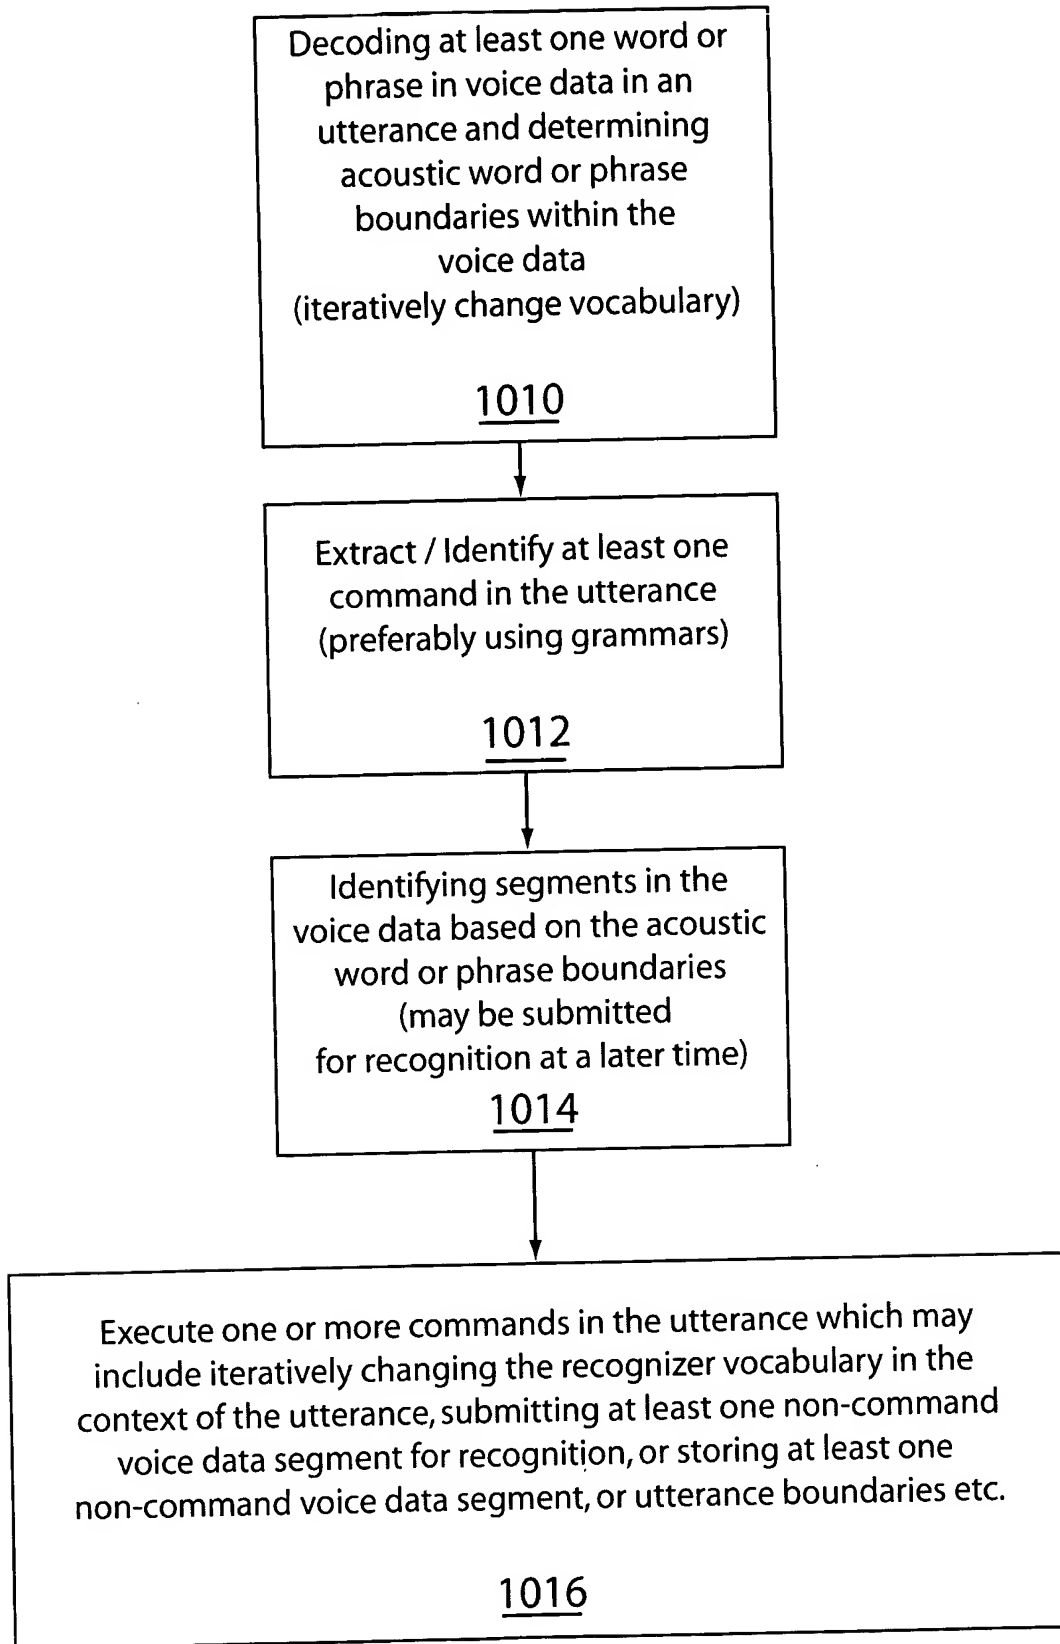 Decoding at least one word or
phrase in voice data in an
utterance and determining
acoustic word or phrase
boundaries within the
voice data
(iteratively change vocabulary)
1010
Extract / Identify at least one
command in the utterance
(preferably using grammars)
1012
Identifying segments in the
voice data based on the acoustic
word or phrase boundaries
(may be submitted
for recognition at a later time)
1014
Execute one or more commands in the utterance which may
include iteratively changing the recognizer vocabulary in the
context of the utterance, submitting at least one non-command
voice data segment for recognition, or storing at least one
non-command voice data segment, or utterance boundaries etc.
1016